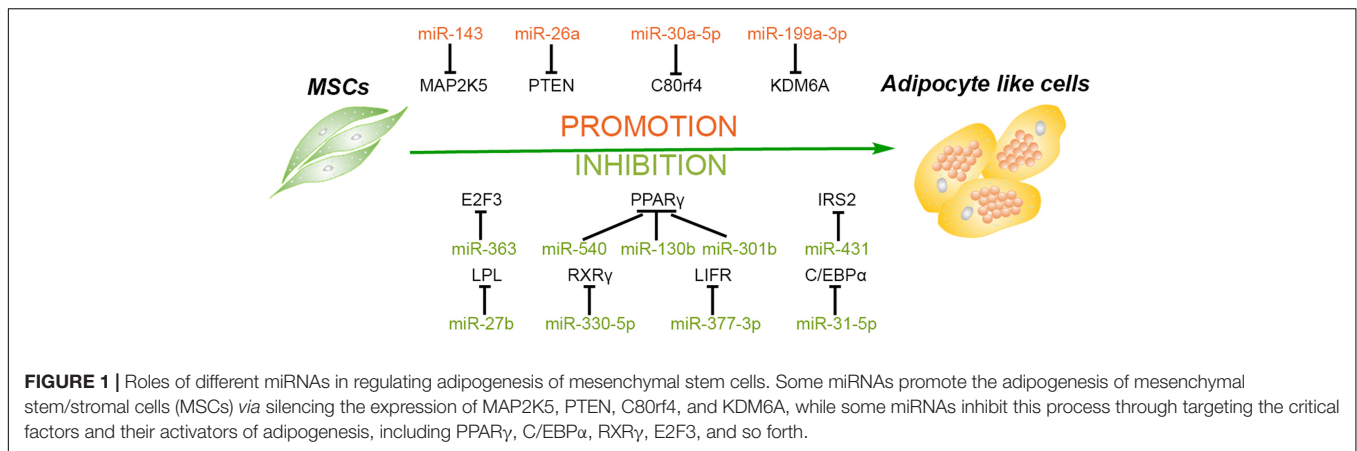 miR-143 miR-26a miR-30a-5p miR-199a-3p
MSCs MAP2K5 PTEN C80rf4 KDM6A Adipocyte like cells
PROMOTION
INHIBITION
E2F3 PPARγ IRS2
miR-363 miR-540 miR-130b miR-301b miR-431
LPL RXRγ LIFR C/EBPα
miR-27b miR-330-5p miR-377-3p miR-31-5p
FIGURE 1 | Roles of different miRNAs in regulating adipogenesis of mesenchymal stem cells. Some miRNAs promote the adipogenesis of mesenchymal
stem/stromal cells (MSCs) via silencing the expression of MAP2K5, PTEN, C80rf4, and KDM6A, while some miRNAs inhibit this process through targeting the critical
factors and their activators of adipogenesis, including PPARγ, C/EBPα, RXRγ, E2F3, and so forth.